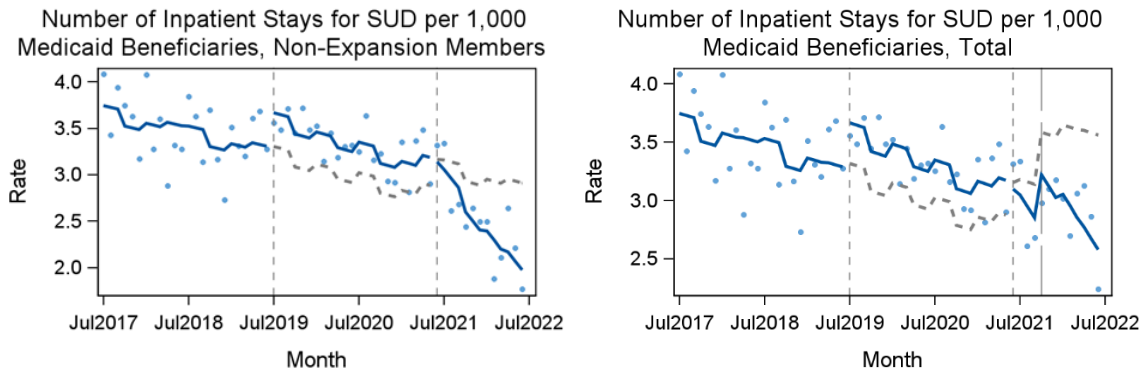 Number of Inpatient Stays for SUD per 1,000
Medicaid Beneficiaries, Non-Expansion Members
4.0
3.5
3.0
2.5
2.0
Rate
Jul2017
Jul2018
Jul2019
Jul2020
Jul2021
Jul2022
Month
Number of Inpatient Stays for SUD per 1,000
Medicaid Beneficiaries, Total
4.0
3.5
3.0
2.5
Rate
Jul2017
Jul2018
Jul2019
Jul2020
Jul2021
Jul2022
Month